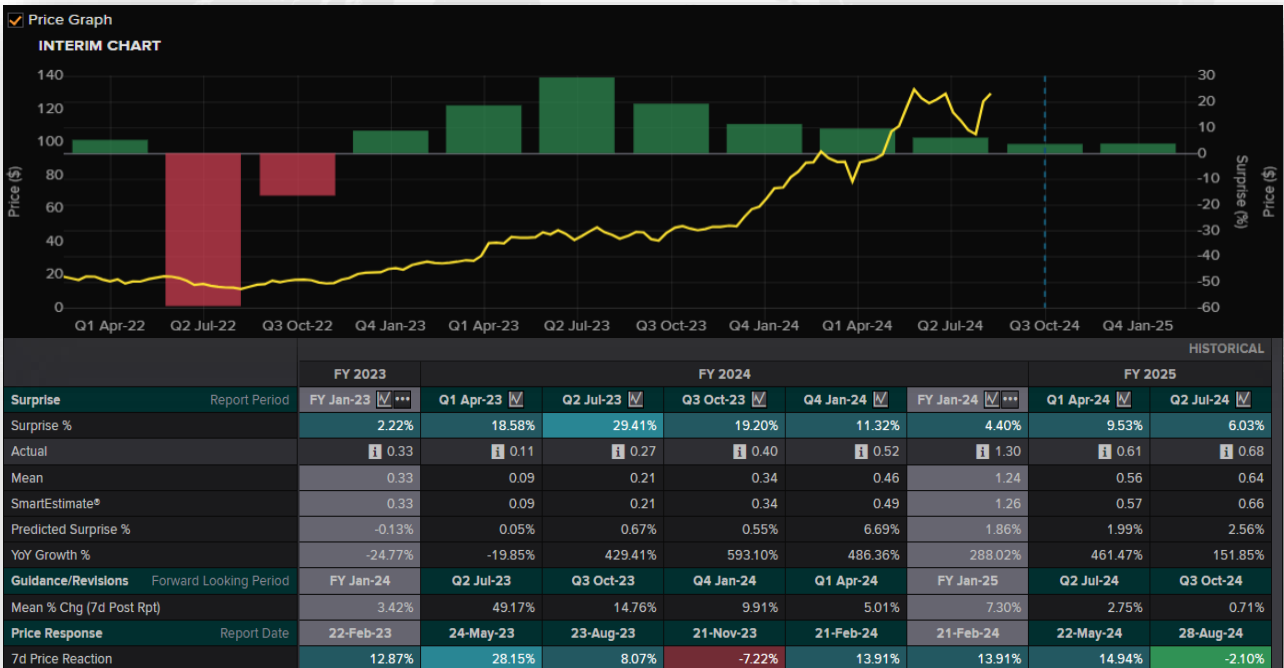 Price Graph
INTERIM CHART
140 30
120 20
100 10
0
80 -10
60 -20
-30
40 -40
20 -50
0 -60
Price ($)
Surprise (%)
Price ($)
Q1 Apr-22 Q2 Jul-22 Q3 Oct-22 Q4 Jan-23 Q1 Apr-23 Q2 Jul-23 Q3 Oct-23 Q4 Jan-24 Q1 Apr-24 Q2 Jul-24 Q3 Oct-24 Q4 Jan-25
HISTORICAL
FY 2023 FY 2024 FY 2025
Surprise Report Period FY Jan-23 Q1 Apr-23 Q2 Jul-23 Q3 Oct-23 Q4 Jan-24 FY Jan-24 Q1 Apr-24 Q2 Jul-24
Surprise % 2.22% 18.58% 29.41% 19.20% 11.32% 4.40% 9.53% 6.03%
Actual i 0.33 i 0.11 i 0.27 i 0.40 i 0.52 i 1.30 i 0.61 i 0.68
Mean 0.33 0.09 0.21 0.34 0.46 1.24 0.56 0.64
SmartEstimate® 0.33 0.09 0.21 0.34 0.49 1.26 0.57 0.66
Predicted Surprise % -0.13% 0.05% 0.67% 0.55% 6.69% 1.86% 1.99% 2.56%
YoY Growth % -24.77% -19.85% 429.41% 593.10% 486.36% 288.02% 461.47% 151.85%
Guidance/Revisions Forward Looking Period FY Jan-24 Q2 Jul-23 Q3 Oct-23 Q4 Jan-24 Q1 Apr-24 FY Jan-25 Q2 Jul-24 Q3 Oct-24
Mean % Chg (7d Post Rpt) 3.42% 49.17% 14.76% 9.91% 5.01% 7.30% 2.75% 0.71%
Price Response Report Date 22-Feb-23 24-May-23 23-Aug-23 21-Nov-23 21-Feb-24 21-Feb-24 22-May-24 28-Aug-24
7d Price Reaction 12.87% 28.15% 8.07% -7.22% 13.91% 13.91% 14.94% -2.10%